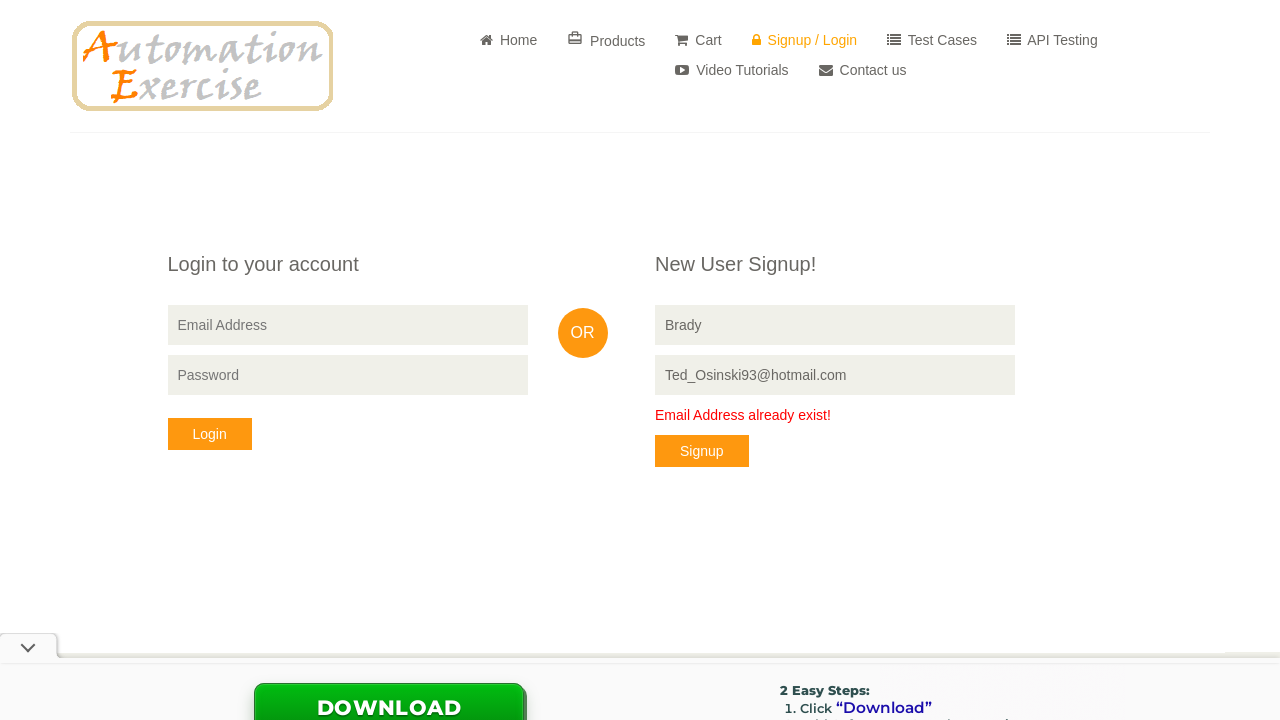 Automation
Exercise
Home
Products
Cart
Signup / Login
Test Cases
API Testing
Video Tutorials
Contact us
Login to your account
New User Signup!
Email Address
Password
Login
OR
Brady
Ted_Osinski93@hotmail.com
Email Address already exist!
Signup
DOWNLOAD
2 Easy Steps:
1. Click “Download”